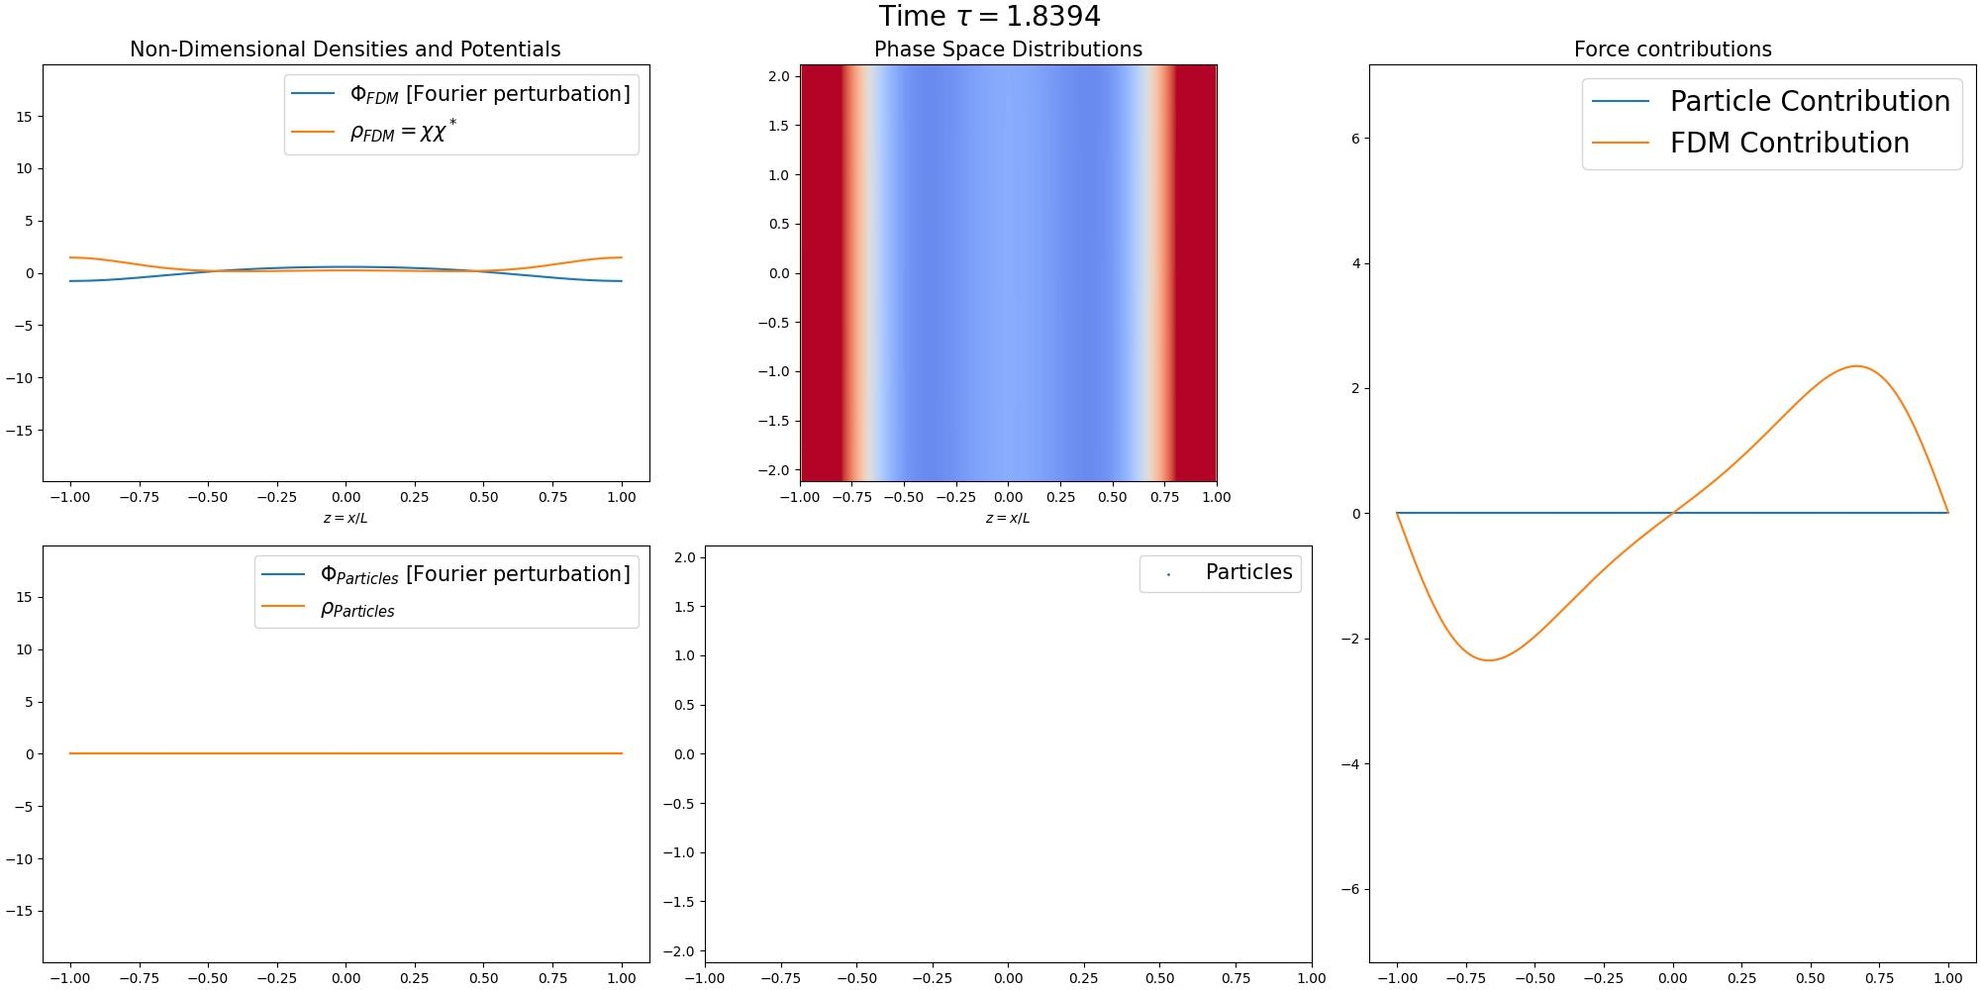 Time τ = 1.8394
Non-Dimensional Densities and Potentials
Φ_FDM [Fourier perturbation]
ρ_FDM = χχ*
15
10
5
0
−5
−10
−15
−1.00 −0.75 −0.50 −0.25 0.00 0.25 0.50 0.75 1.00
z = x/L
Phase Space Distributions
2.0
1.5
1.0
0.5
0.0
−0.5
−1.0
−1.5
−2.0
−1.00 −0.75 −0.50 −0.25 0.00 0.25 0.50 0.75 1.00
z = x/L
Force contributions
Particle Contribution
FDM Contribution
6
4
2
0
−2
−4
−6
−1.00 −0.75 −0.50 −0.25 0.00 0.25 0.50 0.75 1.00
Φ_Particles [Fourier perturbation]
ρ_Particles
15
10
5
0
−5
−10
−15
−1.00 −0.75 −0.50 −0.25 0.00 0.25 0.50 0.75 1.00
Particles
2.0
1.5
1.0
0.5
0.0
−0.5
−1.0
−1.5
−2.0
−1.00 −0.75 −0.50 −0.25 0.00 0.25 0.50 0.75 1.00